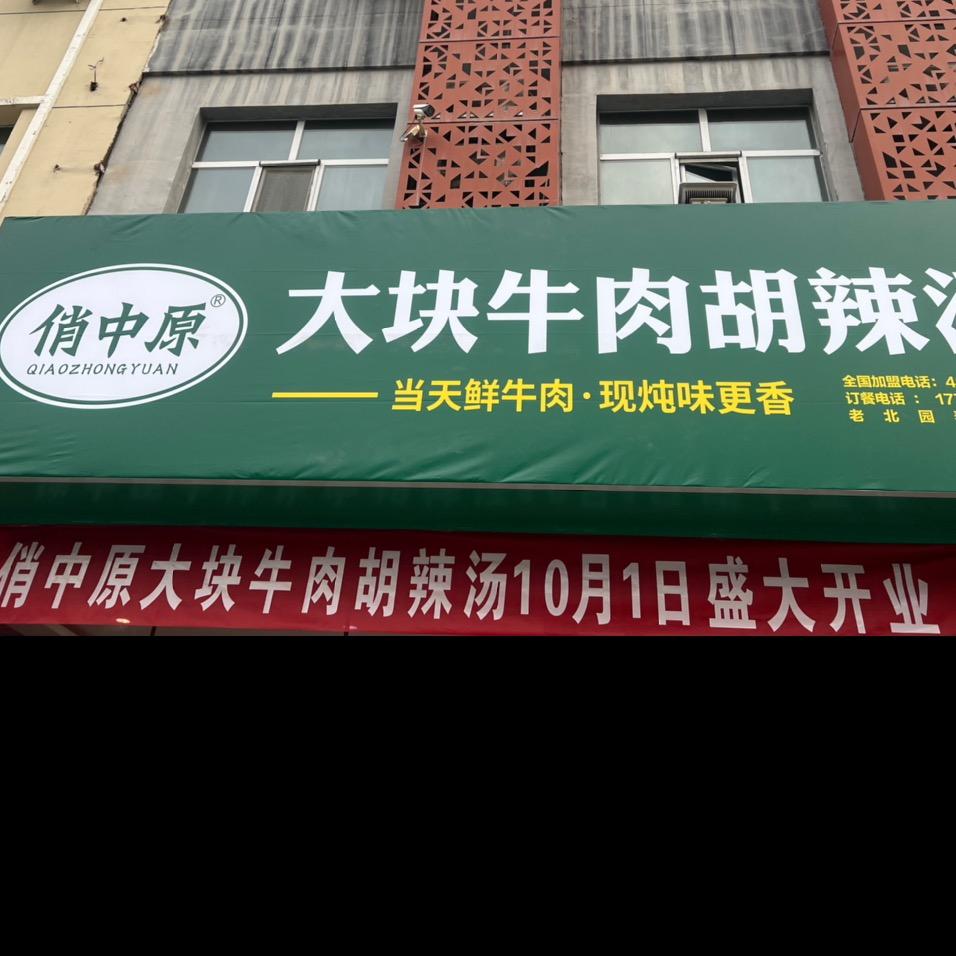 俏中原®
QIAOZHONGYUAN
大块牛肉胡辣
——当天鲜牛肉·现炖味更香
全国加盟电话：4
订餐电话：17
老北园
俏中原大块牛肉胡辣汤10月1日盛大开业